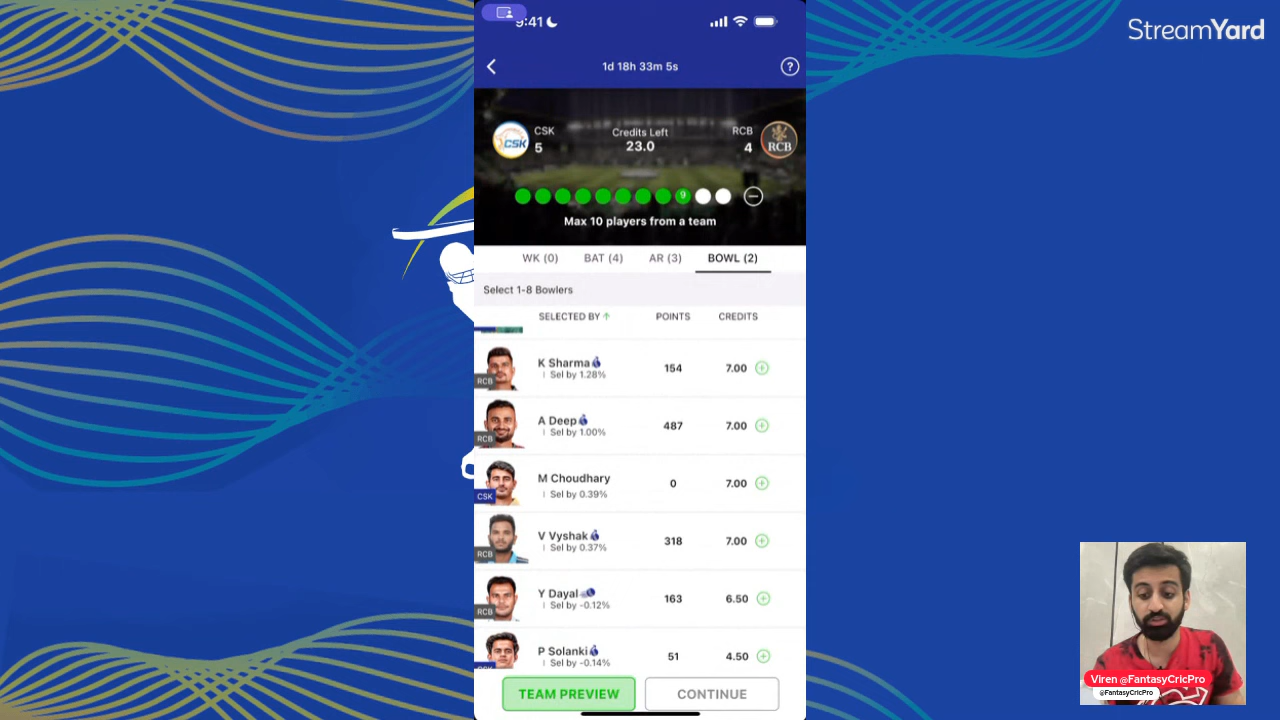 StreamYard
9:41
1d 18h 33m 5s
?
CSK
5
Credits Left
23.0
RCB
4
CSK
RCB
9
Max 10 players from a team
WK (0) BAT (4) AR (3) BOWL (2)
Select 1-8 Bowlers
SELECTED BY ↑ POINTS CREDITS
RCB
K Sharma
Sel by 1.28%
154 7.00
RCB
A Deep
Sel by 1.00%
487 7.00
CSK
M Choudhary
Sel by 0.39%
0 7.00
RCB
V Vyshak
Sel by 0.37%
318 7.00
RCB
Y Dayal
Sel by -0.12%
163 6.50
CSK
P Solanki
Sel by -0.14%
51 4.50
TEAM PREVIEW CONTINUE
Viren @FantasyCricPro
@FantasyCricPro